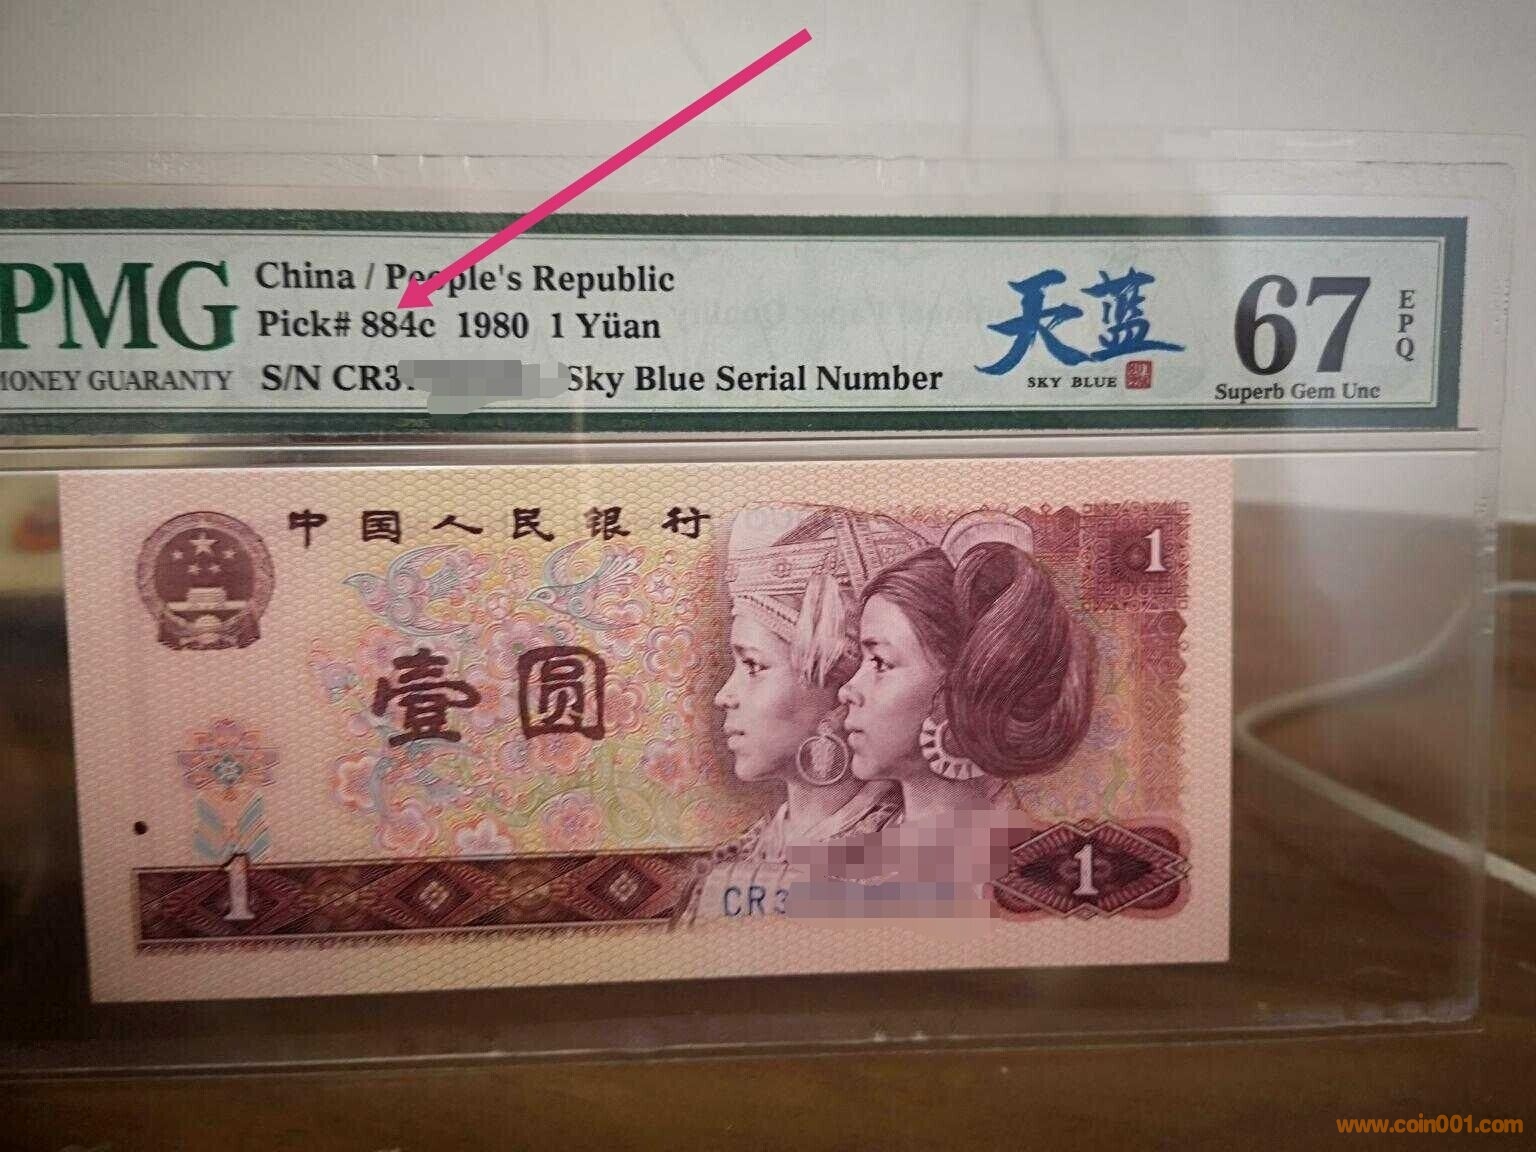 PMG
MONEY GUARANTY
China / People's Republic
Pick# 884c 1980 1 Yüan
S/N CR3 Sky Blue Serial Number
天蓝
SKY BLUE
67
EPQ
Superb Gem Unc
中国人民银行
1
壹圆
1
CR3
1
www.coin001.com